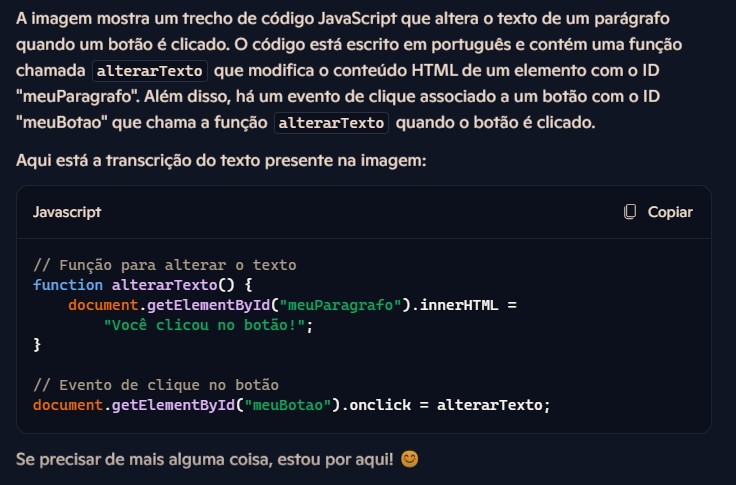 A imagem mostra um trecho de código JavaScript que altera o texto de um parágrafo
quando um botão é clicado. O código está escrito em português e contém uma função
chamada alterarTexto que modifica o conteúdo HTML de um elemento com o ID
"meuParagrafo". Além disso, há um evento de clique associado a um botão com o ID
"meuBotao" que chama a função alterarTexto quando o botão é clicado.
Aqui está a transcrição do texto presente na imagem:
Javascript
Copiar
// Função para alterar o texto
function alterarTexto() {
    document.getElementById("meuParagrafo").innerHTML =
        "Você clicou no botão!";
}
// Evento de clique no botão
document.getElementById("meuBotao").onclick = alterarTexto;
Se precisar de mais alguma coisa, estou por aqui! 😊